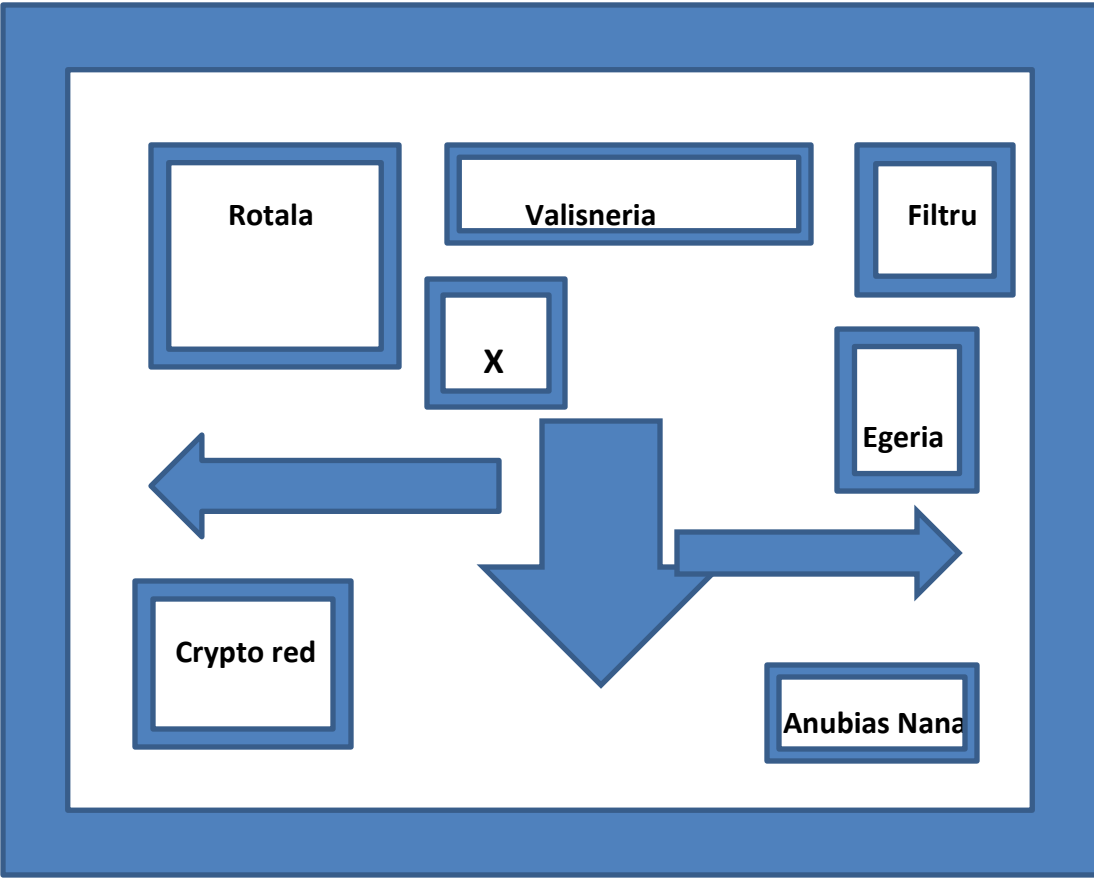 Rotala
Valisneria
Filtru
X
Egeria
Crypto red
Anubias Nana